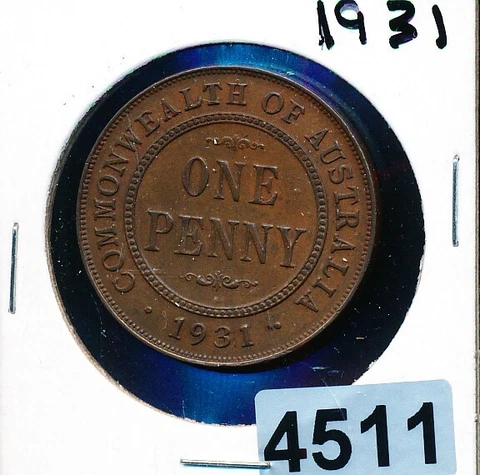 1931
COMMONWEALTH OF AUSTRALIA
ONE
PENNY
· 1931 ·
4511